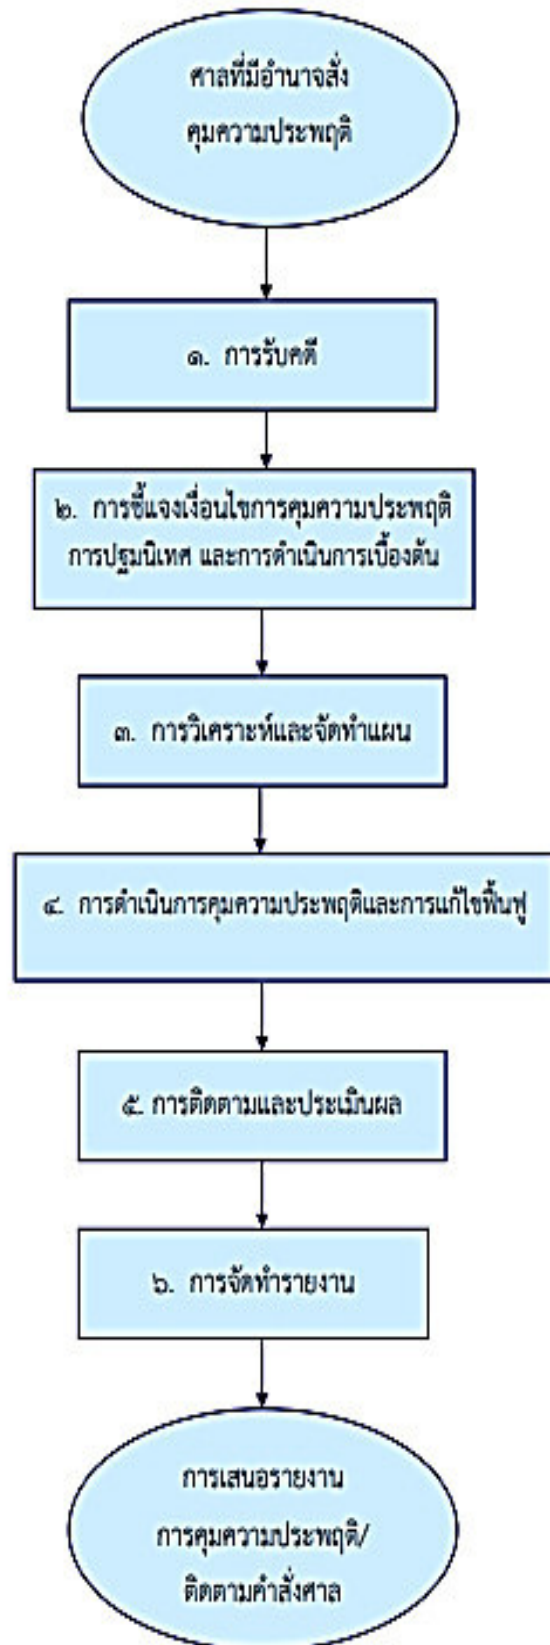 ศาลที่มีอำนาจสั่ง
คุมความประพฤติ
๑. การรับคดี
๒. การชี้แจงเงื่อนไขการคุมความประพฤติ
การปฐมนิเทศ และการดำเนินการเบื้องต้น
๓. การวิเคราะห์และจัดทำแผน
๔. การดำเนินการคุมความประพฤติและการแก้ไขฟื้นฟู
๕. การติดตามและประเมินผล
๖. การจัดทำรายงาน
การเสนอรายงาน
การคุมความประพฤติ/
ติดตามคำสั่งศาล